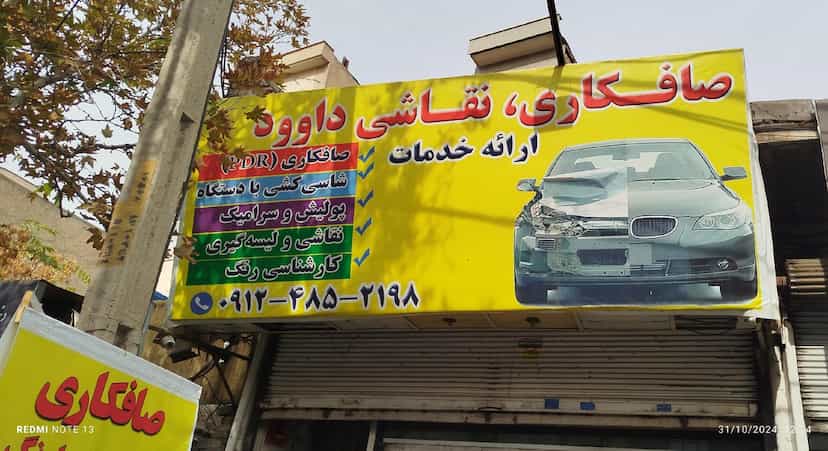 صافکاری، نقاشی داوود
ارائه خدمات
صافکاری (PDR)
شاسی‌کشی با دستگاه
پولیش و سرامیک
نقاشی و لیسه‌گیری
کارشناسی رنگ
۰۹۱۲-۴۸۵-۲۱۹۸
صافکاری
REDMI NOTE 13
31/10/2024